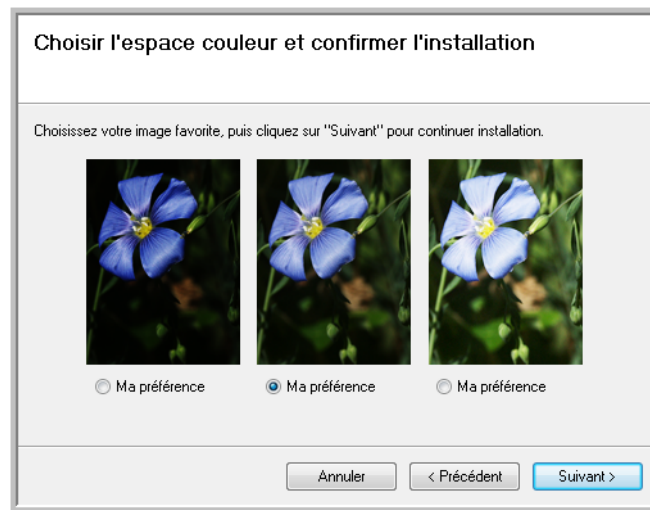 Choisir l'espace couleur et confirmer l'installation
Choisissez votre image favorite, puis cliquez sur "Suivant" pour continuer installation.
Ma préférence Ma préférence Ma préférence
Annuler < Précédent Suivant >